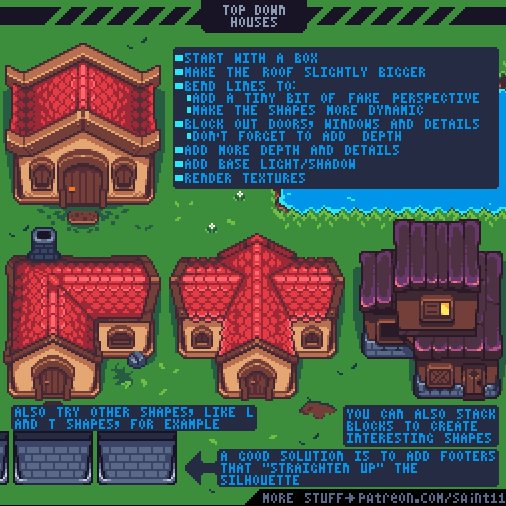 TOP DOWN
HOUSES
START WITH A BOX
MAKE THE ROOF SLIGHTLY BIGGER
BEND LINES TO:
ADD A TINY BIT OF FAKE PERSPECTIVE
MAKE THE SHAPES MORE DYNAMIC
BLOCK OUT DOORS, WINDOWS AND DETAILS
DON'T FORGET TO ADD DEPTH
ADD MORE DEPTH AND DETAILS
ADD BASE LIGHT/SHADOW
RENDER TEXTURES
ALSO TRY OTHER SHAPES, LIKE L
AND T SHAPES, FOR EXAMPLE
YOU CAN ALSO STACK
BLOCKS TO CREATE
INTERESTING SHAPES
A GOOD SOLUTION IS TO ADD FOOTERS
THAT "STRAIGHTEN UP" THE
SILHOUETTE
MORE STUFF→PATREON.COM/SAINT11